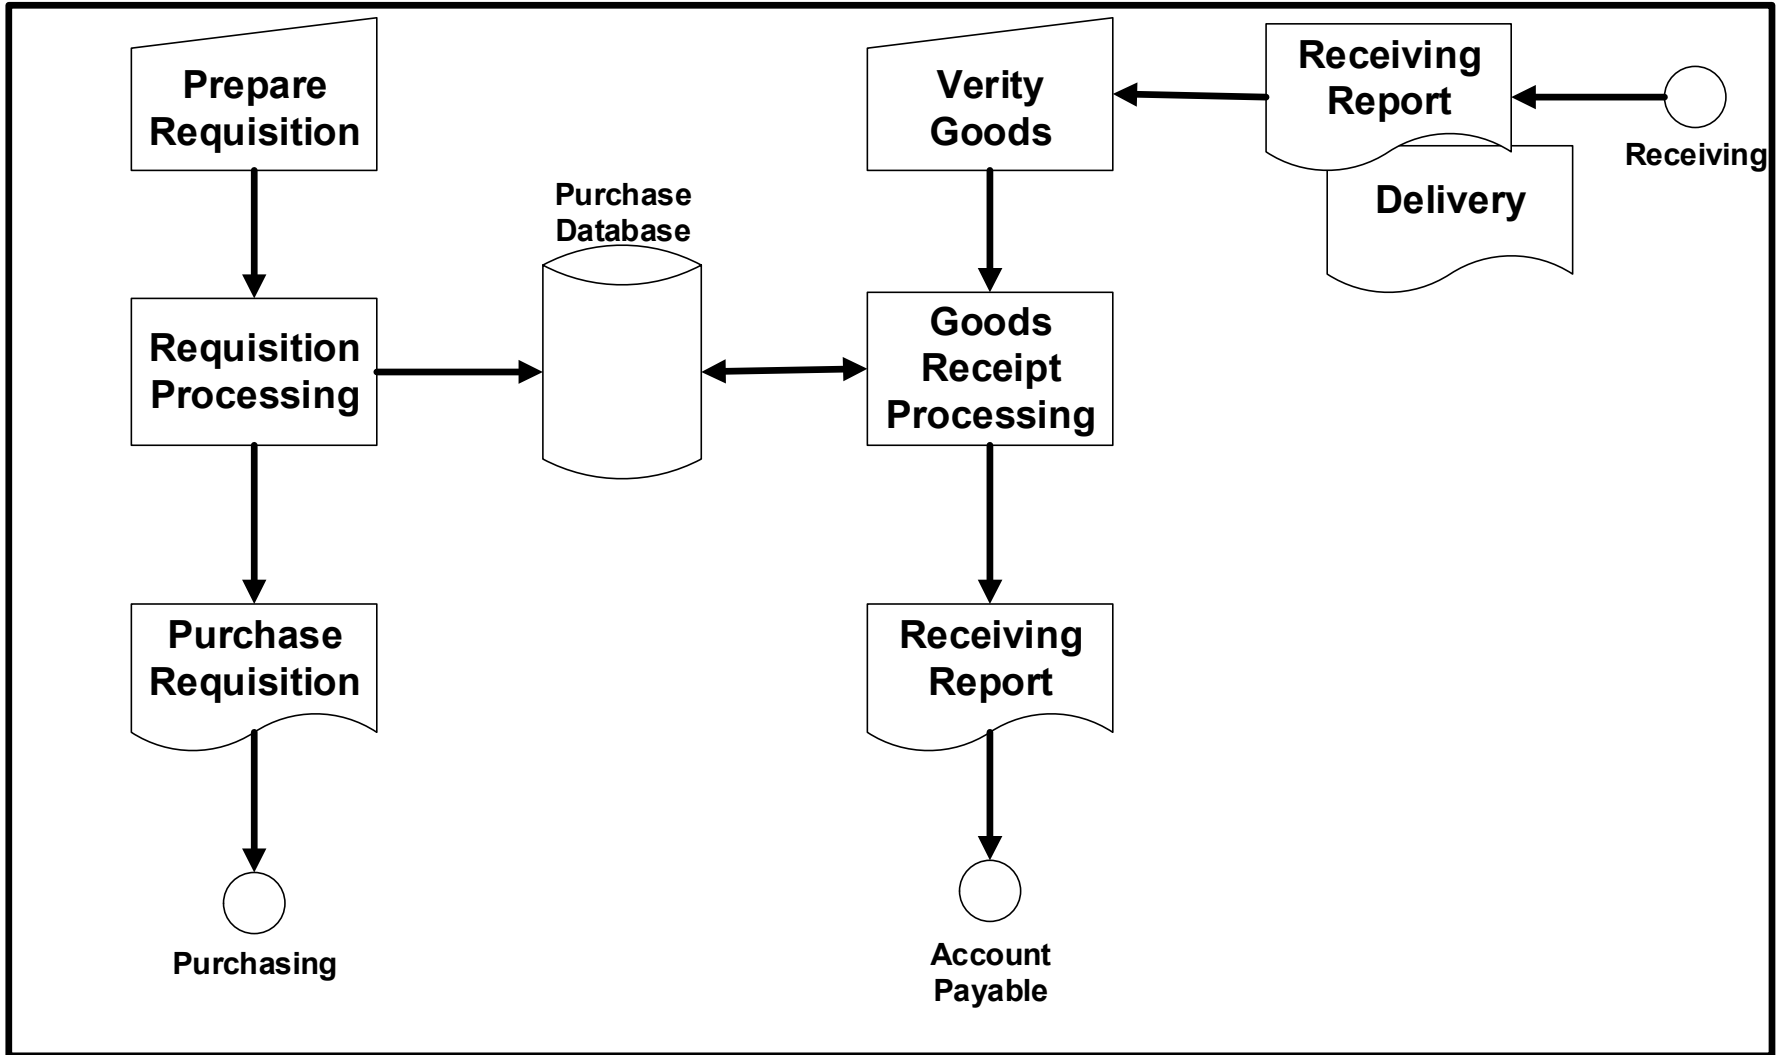 Prepare
Requisition
Verity
Goods
Receiving
Report
Receiving
Delivery
Purchase
Database
Requisition
Processing
Goods
Receipt
Processing
Purchase
Requisition
Receiving
Report
Purchasing
Account
Payable